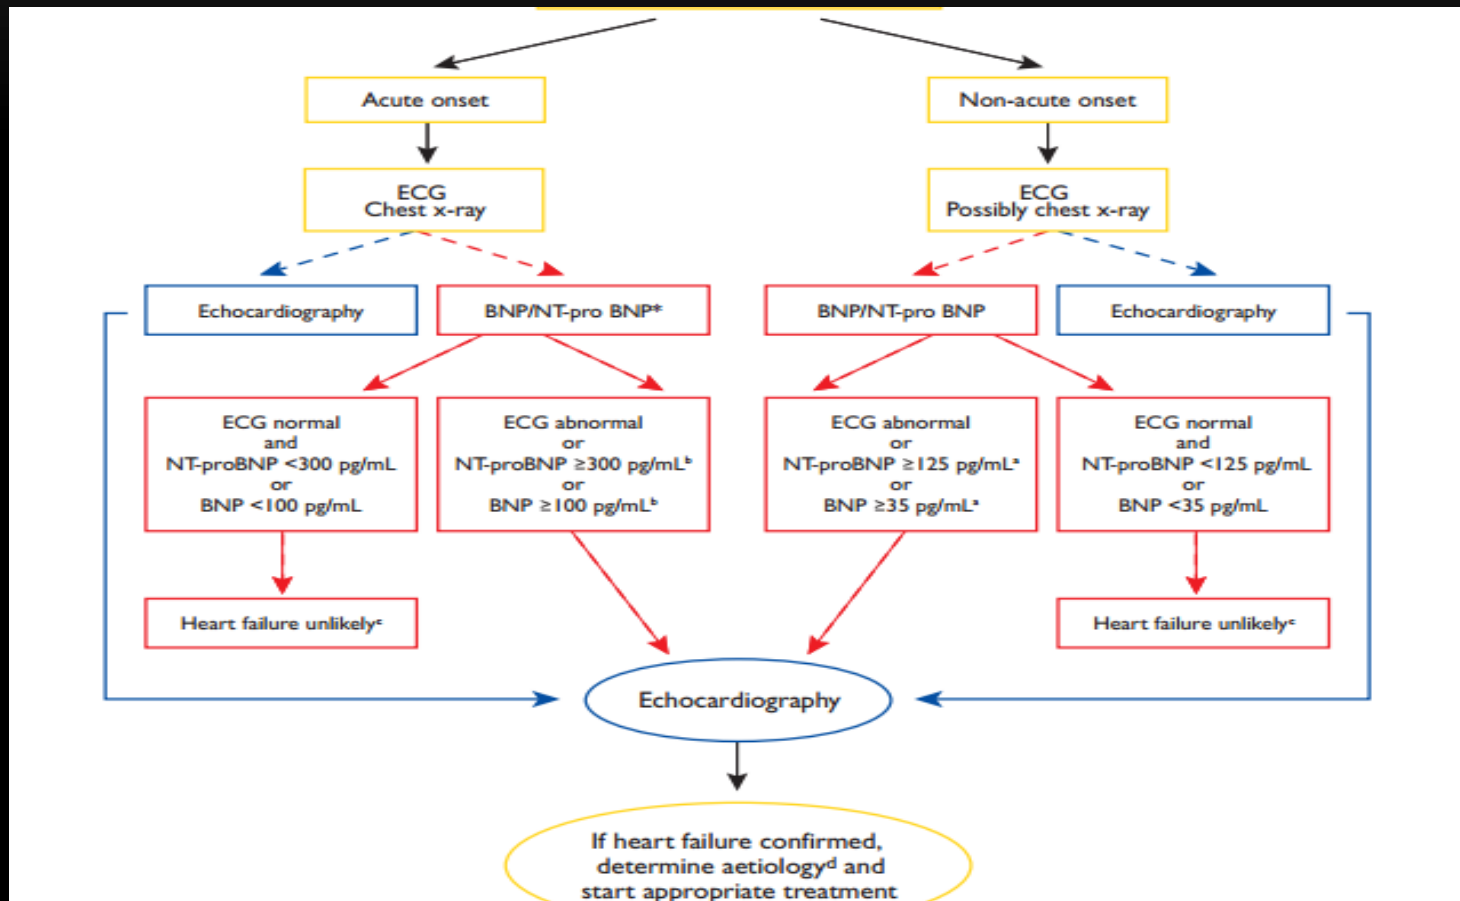 Acute onset
Non-acute onset
ECG
Chest x-ray
ECG
Possibly chest x-ray
Echocardiography
BNP/NT-pro BNP*
BNP/NT-pro BNP
Echocardiography
ECG normal
and
NT-proBNP <300 pg/mL
or
BNP <100 pg/mL
ECG abnormal
or
NT-proBNP ≥300 pg/mLᵇ
or
BNP ≥100 pg/mLᵇ
ECG abnormal
or
NT-proBNP ≥125 pg/mLᵃ
or
BNP ≥35 pg/mLᵃ
ECG normal
and
NT-proBNP <125 pg/mL
or
BNP <35 pg/mL
Heart failure unlikelyᶜ
Heart failure unlikelyᶜ
Echocardiography
If heart failure confirmed,
determine aetiologyᵈ and
start appropriate treatment